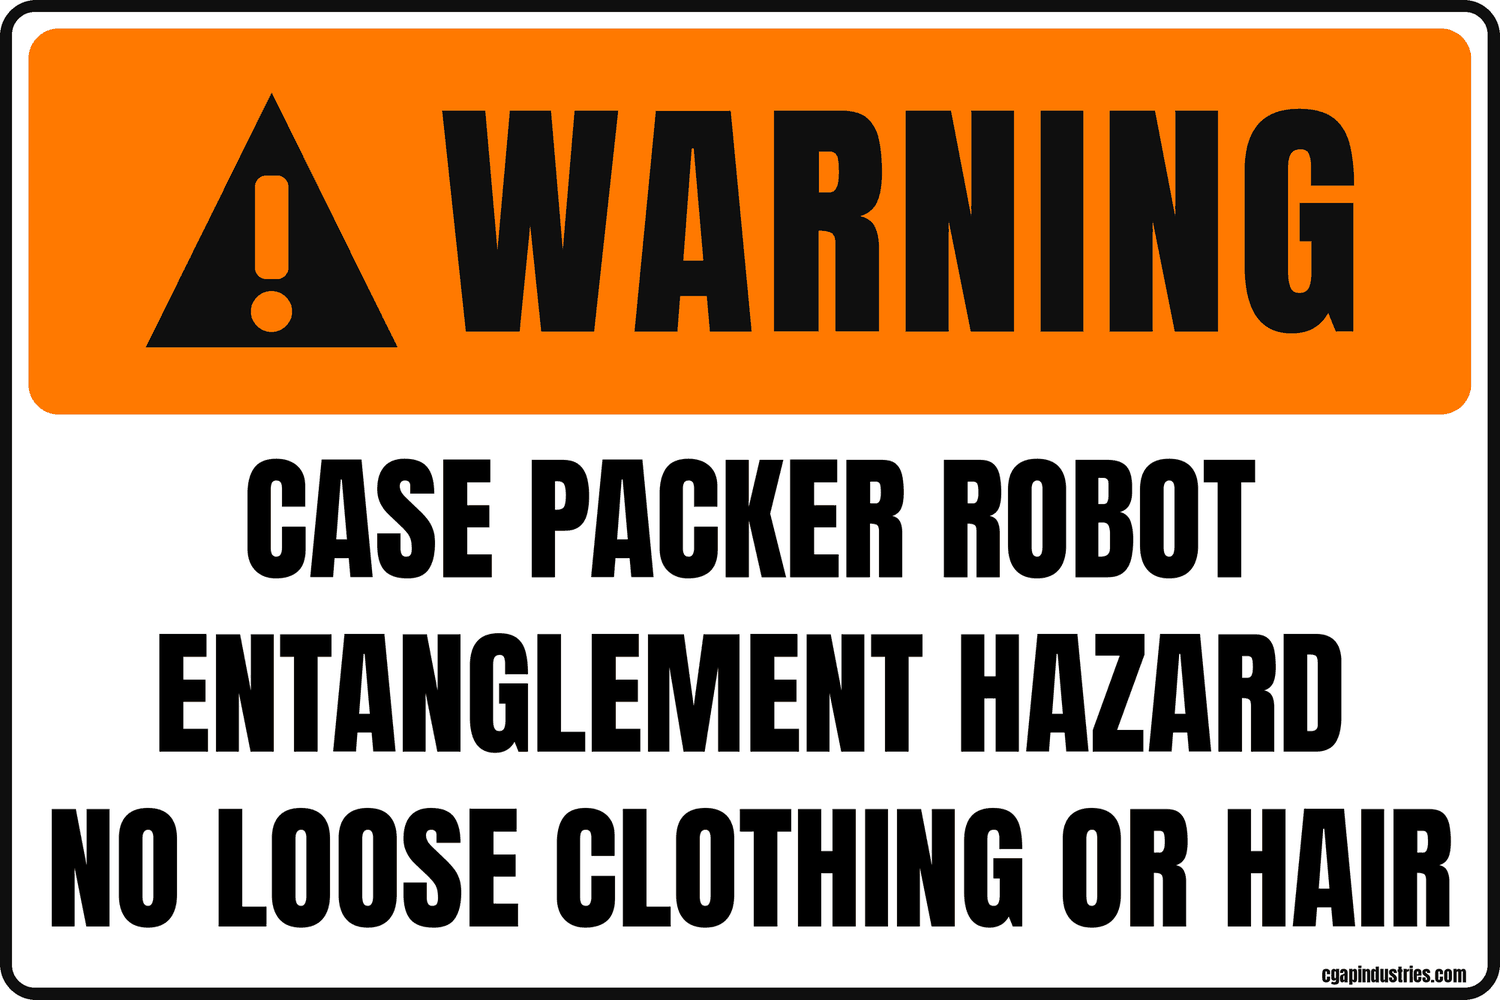 WARNING
CASE PACKER ROBOT
ENTANGLEMENT HAZARD
NO LOOSE CLOTHING OR HAIR
cgapindustries.com